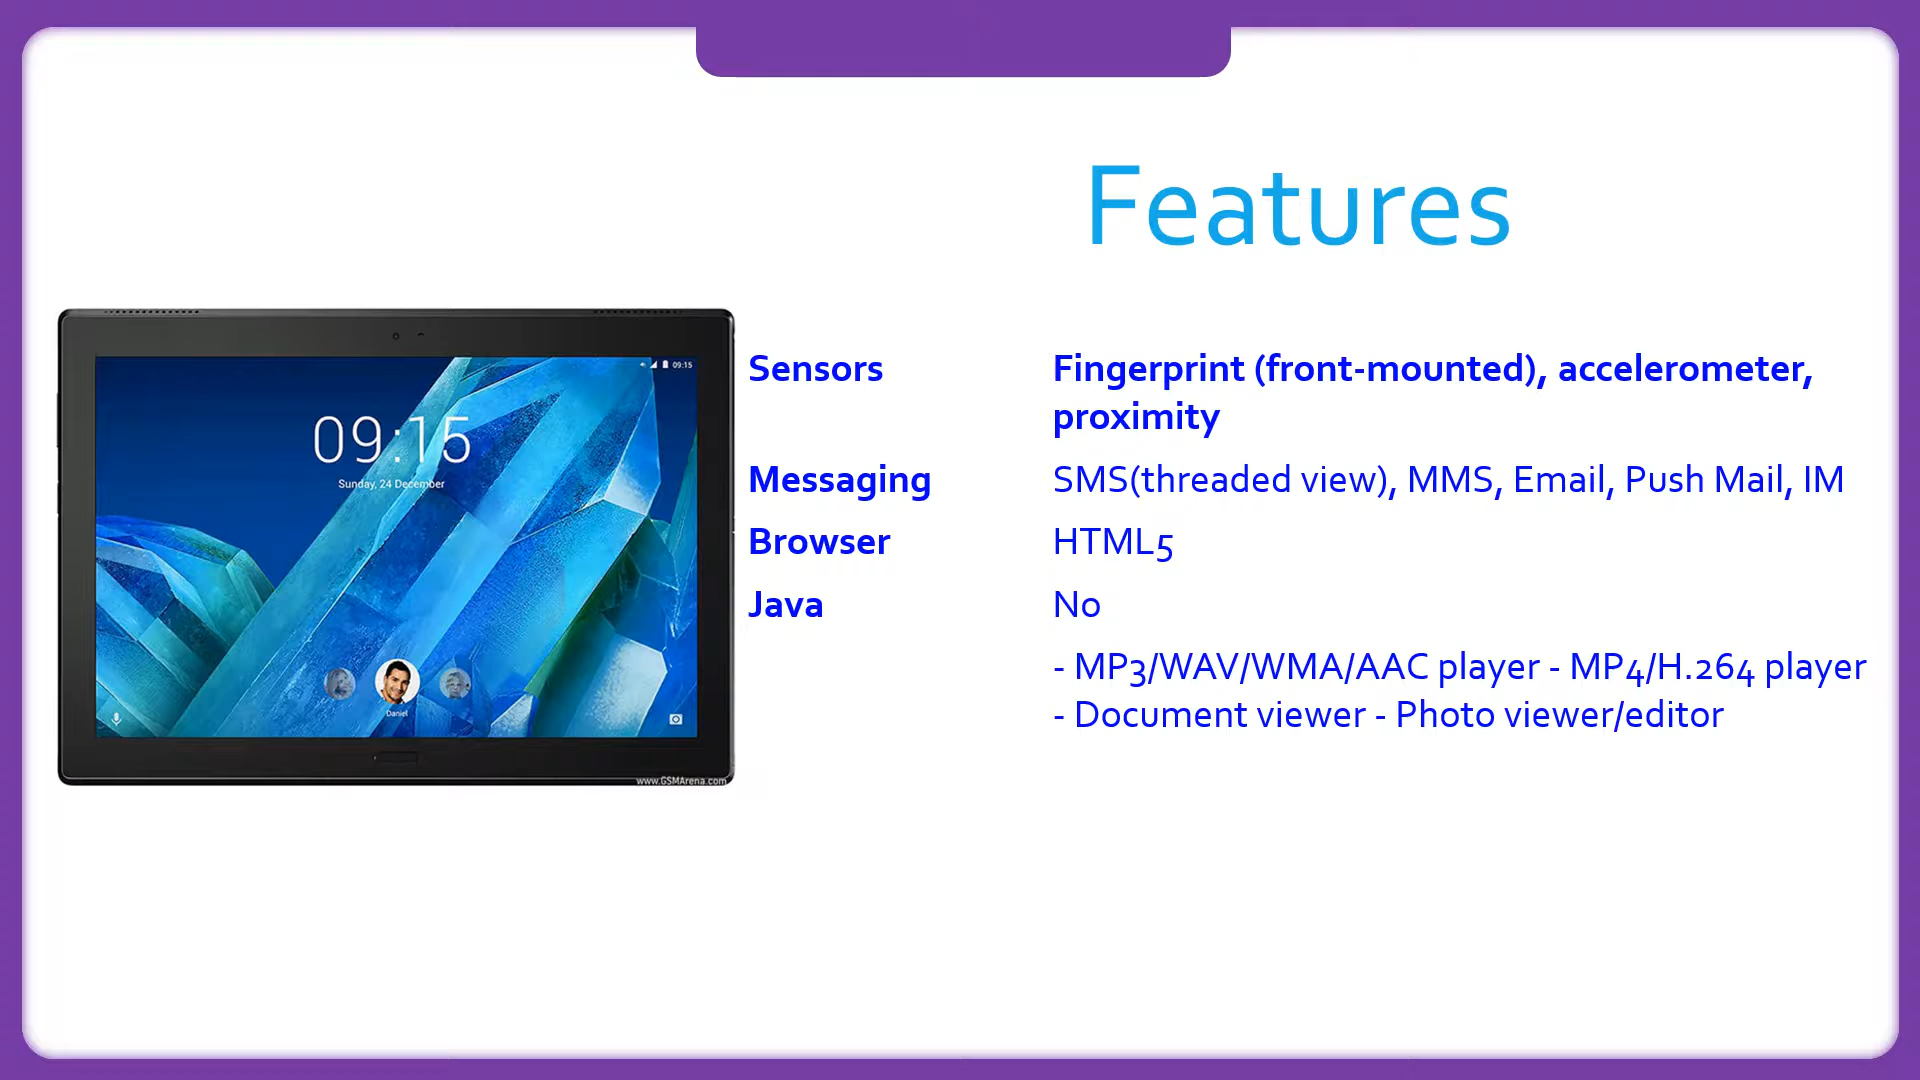 Features
09:15
09:15
Sunday, 24 December
Daniel
www.GSMArena.com
Sensors Fingerprint (front-mounted), accelerometer,
proximity
Messaging SMS(threaded view), MMS, Email, Push Mail, IM
Browser HTML5
Java No
- MP3/WAV/WMA/AAC player - MP4/H.264 player
- Document viewer - Photo viewer/editor